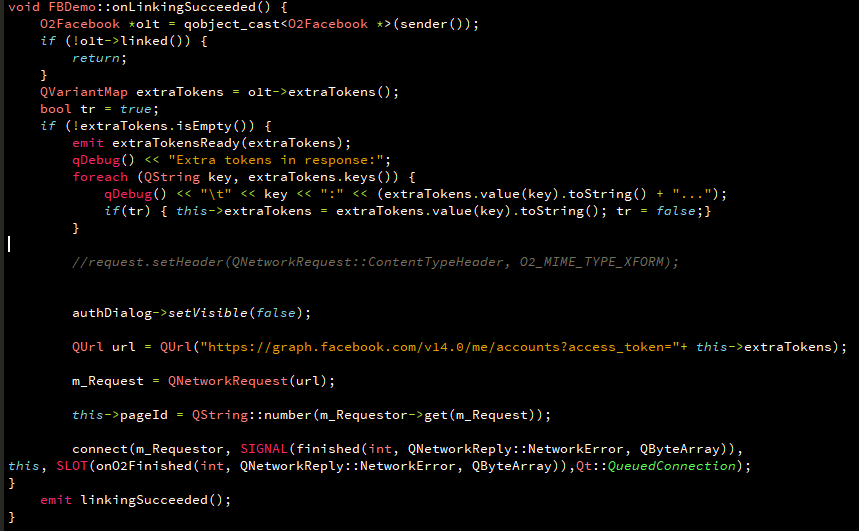 void FBDemo::onLinkingSucceeded() {
    O2Facebook *o1t = qobject_cast<O2Facebook *>(sender());
    if (!o1t->linked()) {
        return;
    }
    QVariantMap extraTokens = o1t->extraTokens();
    bool tr = true;
    if (!extraTokens.isEmpty()) {
        emit extraTokensReady(extraTokens);
        qDebug() << "Extra tokens in response:";
        foreach (QString key, extraTokens.keys()) {
            qDebug() << "\t" << key << ":" << (extraTokens.value(key).toString() + "...");
            if(tr) { this->extraTokens = extraTokens.value(key).toString(); tr = false;}
        }
        //request.setHeader(QNetworkRequest::ContentTypeHeader, O2_MIME_TYPE_XFORM);
        authDialog->setVisible(false);
        QUrl url = QUrl("https://graph.facebook.com/v14.0/me/accounts?access_token="+ this->extraTokens);
        m_Request = QNetworkRequest(url);
        this->pageId = QString::number(m_Requestor->get(m_Request));
        connect(m_Requestor, SIGNAL(finished(int, QNetworkReply::NetworkError, QByteArray)),
this, SLOT(onO2Finished(int, QNetworkReply::NetworkError, QByteArray)),Qt::QueuedConnection);
}
    emit linkingSucceeded();
}